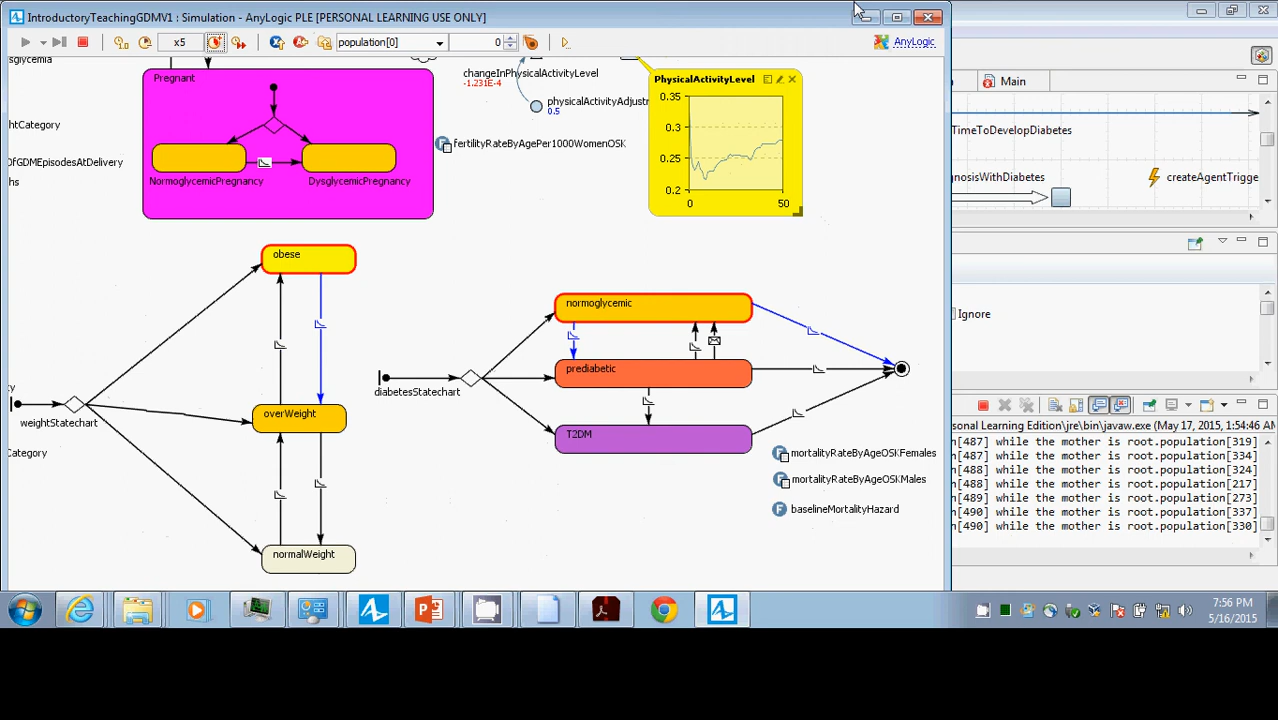 IntroductoryTeachingGDMV1 : Simulation - AnyLogic PLE [PERSONAL LEARNING USE ONLY]
x5
population[0]
0
AnyLogic
glycemia
Pregnant
changeInPhysicalActivityLevel
-1.231E-4
physicalActivityAdjustr
0.5
PhysicalActivityLevel
0.35
0.3
0.25
0.2
0
50
Main
htCategory
OfGDMEpisodesAtDelivery
hs
fertilityRateByAgePer1000WomenOSK
NormoglycemicPregnancy
DysglycemicPregnancy
TimeToDevelopDiabetes
gnosisWithDiabetes
createAgentTrigge
obese
normoglycemic
Ignore
prediabetic
diabetesStatechart
overWeight
weightStatechart
T2DM
Category
mortalityRateByAgeOSKFemales
mortalityRateByAgeOSKMales
baselineMortalityHazard
normalWeight
sonal Learning Edition\jre\bin\javaw.exe (May 17, 2015, 1:54:46 A
n[487] while the mother is root.population[319]
n[487] while the mother is root.population[334]
n[488] while the mother is root.population[324]
n[488] while the mother is root.population[217]
n[489] while the mother is root.population[273]
n[490] while the mother is root.population[337]
n[490] while the mother is root.population[330]
7:56 PM
5/16/2015